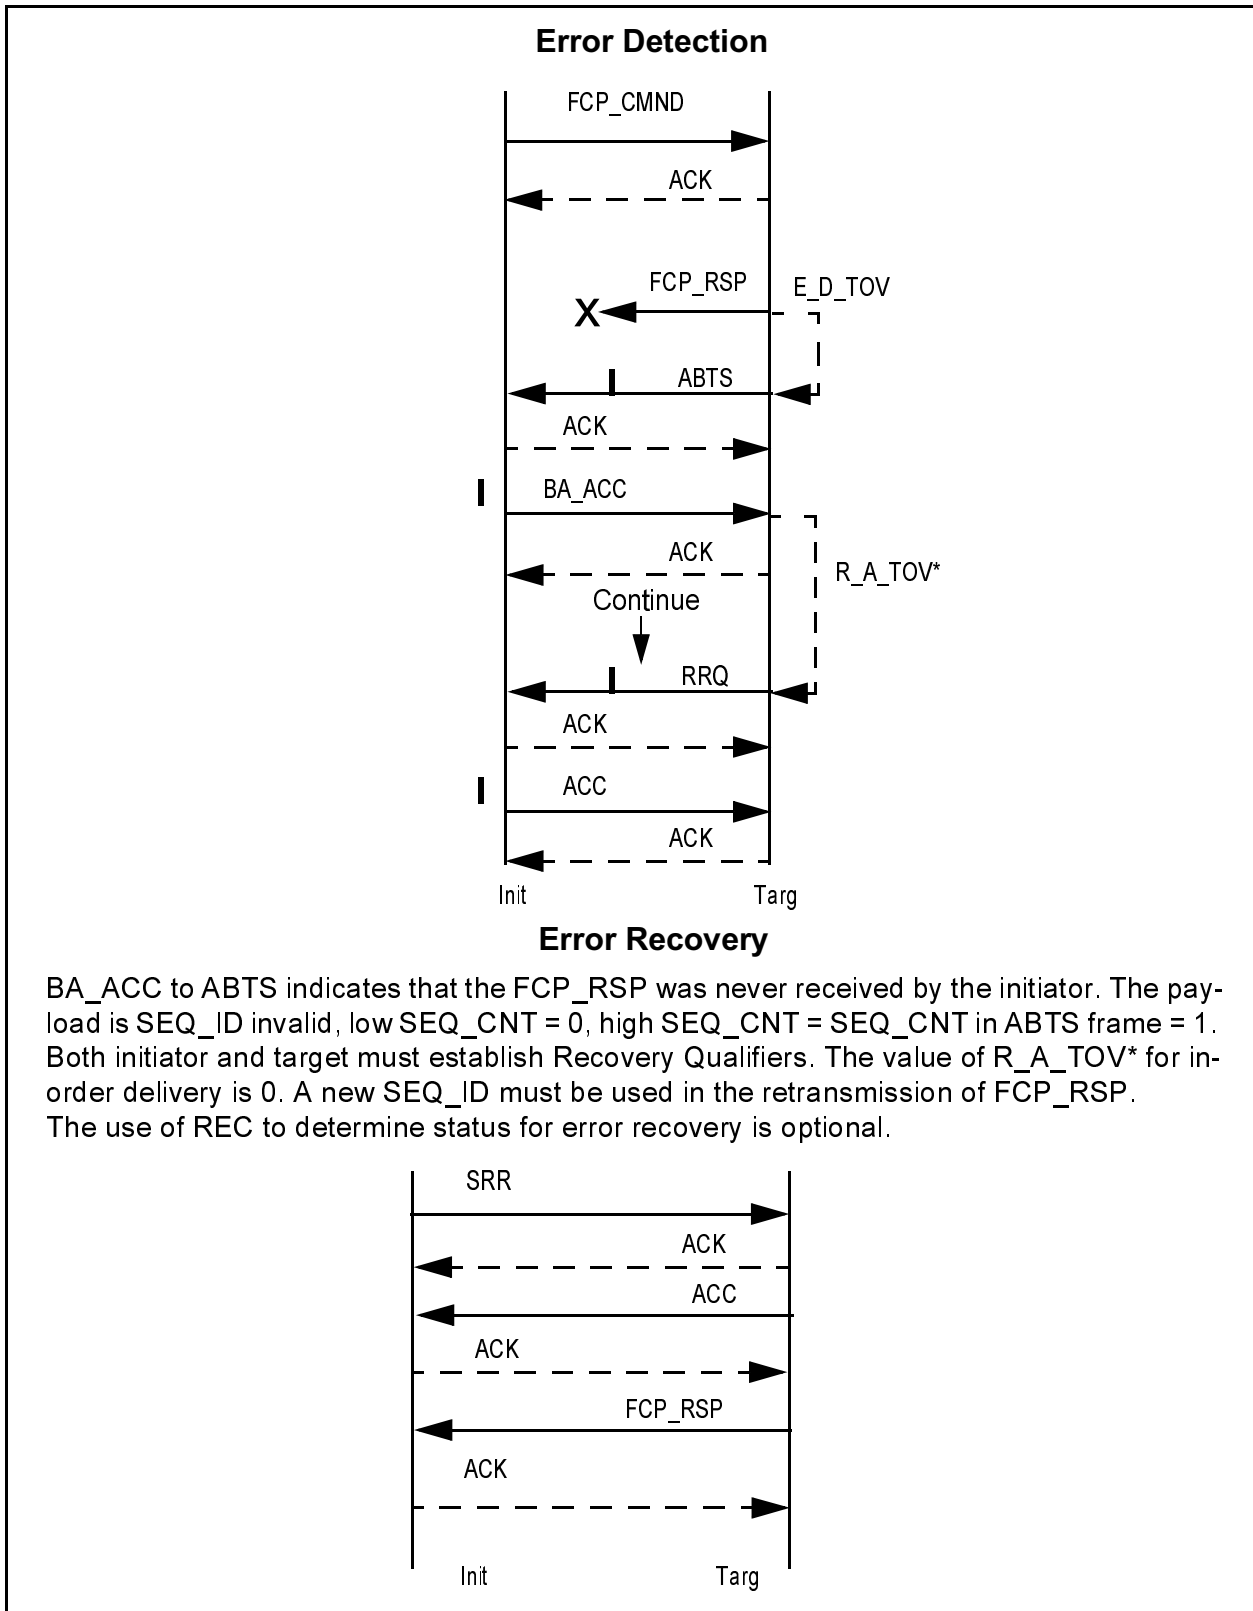 Error Detection
FCP_CMND
ACK
FCP_RSP
E_D_TOV
X
ABTS
ACK
BA_ACC
ACK
R_A_TOV*
Continue
RRQ
ACK
ACC
ACK
Init
Targ
Error Recovery
BA_ACC to ABTS indicates that the FCP_RSP was never received by the initiator. The pay-
load is SEQ_ID invalid, low SEQ_CNT = 0, high SEQ_CNT = SEQ_CNT in ABTS frame = 1.
Both initiator and target must establish Recovery Qualifiers. The value of R_A_TOV* for in-
order delivery is 0. A new SEQ_ID must be used in the retransmission of FCP_RSP.
The use of REC to determine status for error recovery is optional.
SRR
ACK
ACC
ACK
FCP_RSP
ACK
Init
Targ